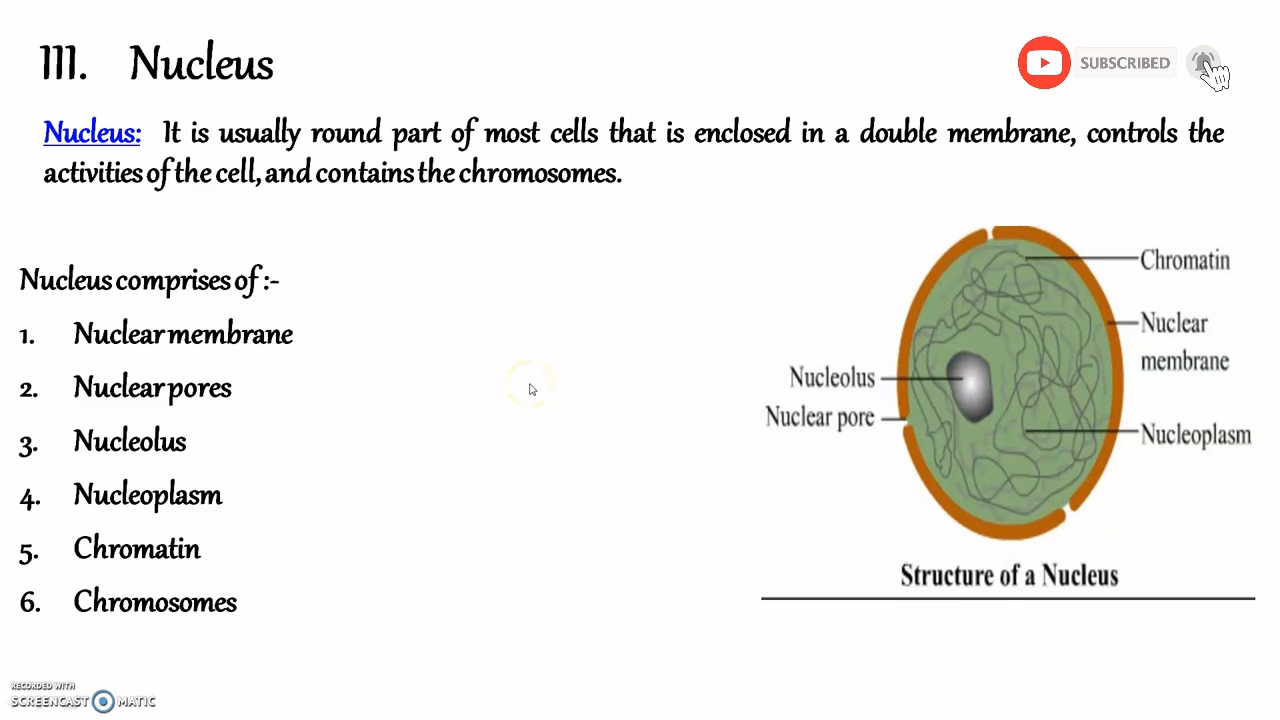 III. Nucleus
SUBSCRIBED
Nucleus: It is usually round part of most cells that is enclosed in a double membrane, controls the
activities of the cell, and contains the chromosomes.
Nucleus comprises of :-
1. Nuclear membrane
2. Nuclear pores
3. Nucleolus
4. Nucleoplasm
5. Chromatin
6. Chromosomes
Chromatin
Nuclear
membrane
Nucleolus
Nuclear pore
Nucleoplasm
Structure of a Nucleus
RECORDED WITH
SCREENCAST MATIC